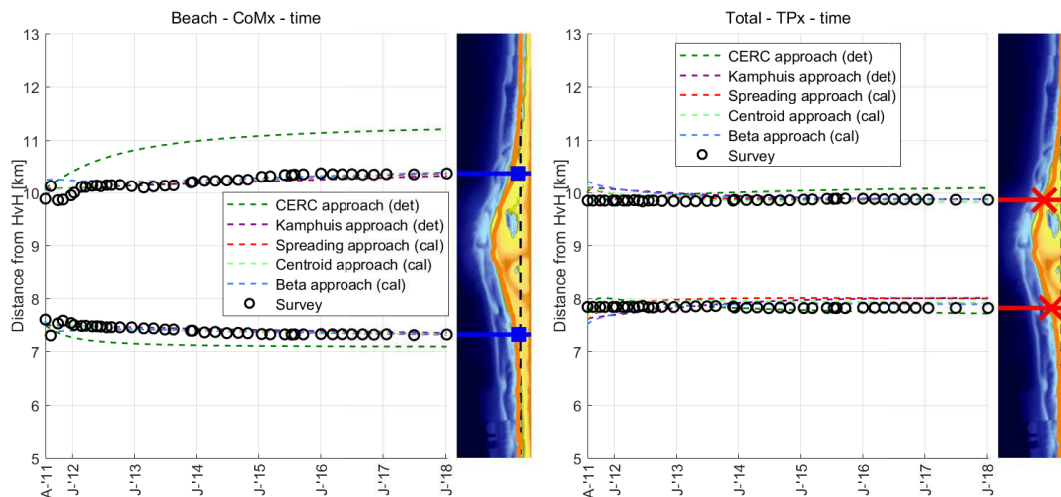 Beach - CoMx - time
13
12
11
10
9
8
7
6
5
Distance from HvH [km]
CERC approach (det)
Kamphuis approach (det)
Spreading approach (cal)
Centroid approach (cal)
Beta approach (cal)
Survey
A-'11
J-'12
J-'13
J-'14
J-'15
J-'16
J-'17
J-'18
Total - TPx - time
13
12
11
10
9
8
7
6
5
Distance from HvH [km]
CERC approach (det)
Kamphuis approach (det)
Spreading approach (cal)
Centroid approach (cal)
Beta approach (cal)
Survey
A-'11
J-'12
J-'13
J-'14
J-'15
J-'16
J-'17
J-'18